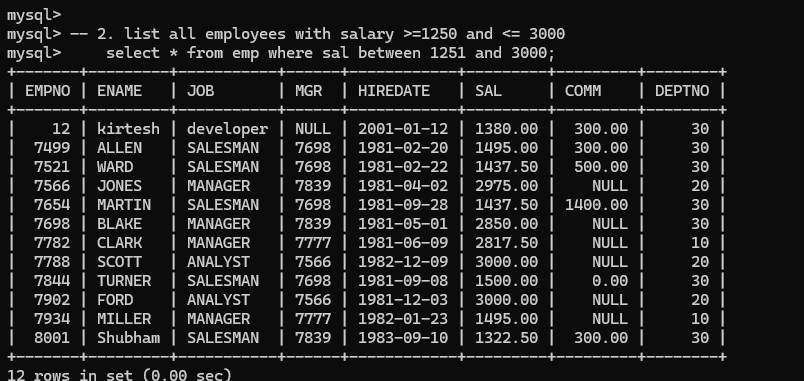 mysql>
mysql> -- 2. list all employees with salary >=1250 and <= 3000
mysql>     select * from emp where sal between 1251 and 3000;
+-------+---------+-----------+------+------------+---------+---------+--------+
| EMPNO | ENAME   | JOB       | MGR  | HIREDATE   | SAL     | COMM    | DEPTNO |
+-------+---------+-----------+------+------------+---------+---------+--------+
|    12 | kirtesh | developer | NULL | 2001-01-12 | 1380.00 |  300.00 |     30 |
|  7499 | ALLEN   | SALESMAN  | 7698 | 1981-02-20 | 1495.00 |  300.00 |     30 |
|  7521 | WARD    | SALESMAN  | 7698 | 1981-02-22 | 1437.50 |  500.00 |     30 |
|  7566 | JONES   | MANAGER   | 7839 | 1981-04-02 | 2975.00 |    NULL |     20 |
|  7654 | MARTIN  | SALESMAN  | 7698 | 1981-09-28 | 1437.50 | 1400.00 |     30 |
|  7698 | BLAKE   | MANAGER   | 7839 | 1981-05-01 | 2850.00 |    NULL |     30 |
|  7782 | CLARK   | MANAGER   | 7777 | 1981-06-09 | 2817.50 |    NULL |     10 |
|  7788 | SCOTT   | ANALYST   | 7566 | 1982-12-09 | 3000.00 |    NULL |     20 |
|  7844 | TURNER  | SALESMAN  | 7698 | 1981-09-08 | 1500.00 |    0.00 |     30 |
|  7902 | FORD    | ANALYST   | 7566 | 1981-12-03 | 3000.00 |    NULL |     20 |
|  7934 | MILLER  | MANAGER   | 7777 | 1982-01-23 | 1495.00 |    NULL |     10 |
|  8001 | Shubham | SALESMAN  | 7839 | 1983-09-10 | 1322.50 |  300.00 |     30 |
+-------+---------+-----------+------+------------+---------+---------+--------+
12 rows in set (0.00 sec)